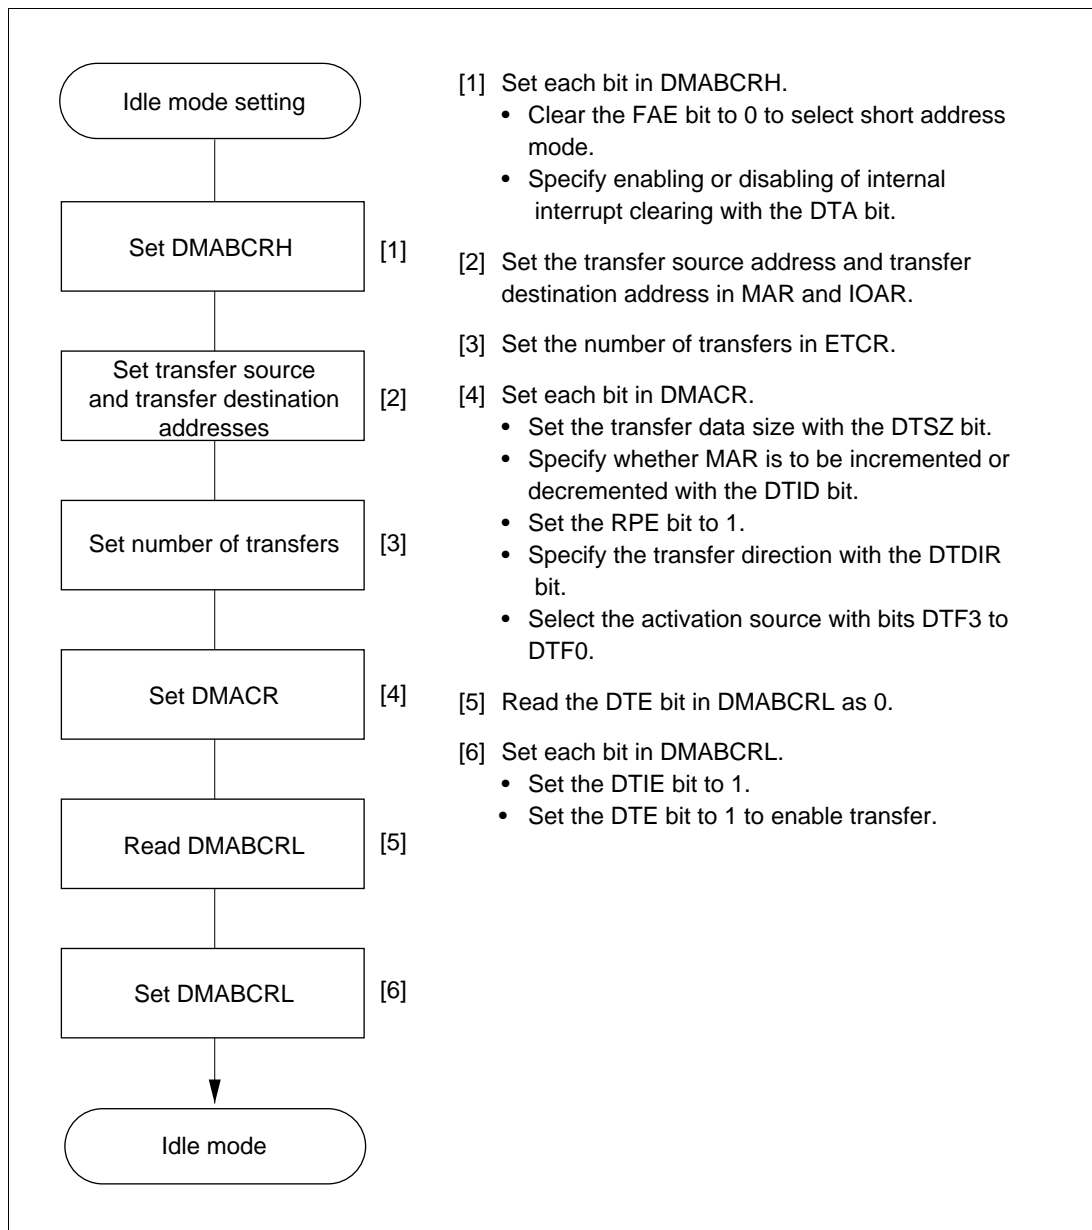 Idle mode setting
Set DMABCRH
[1]
Set transfer source
and transfer destination
addresses
[2]
Set number of transfers
[3]
Set DMACR
[4]
Read DMABCRL
[5]
Set DMABCRL
[6]
Idle mode
[1] Set each bit in DMABCRH.
• Clear the FAE bit to 0 to select short address
mode.
• Specify enabling or disabling of internal
interrupt clearing with the DTA bit.
[2] Set the transfer source address and transfer
destination address in MAR and IOAR.
[3] Set the number of transfers in ETCR.
[4] Set each bit in DMACR.
• Set the transfer data size with the DTSZ bit.
• Specify whether MAR is to be incremented or
decremented with the DTID bit.
• Set the RPE bit to 1.
• Specify the transfer direction with the DTDIR
bit.
• Select the activation source with bits DTF3 to
DTF0.
[5] Read the DTE bit in DMABCRL as 0.
[6] Set each bit in DMABCRL.
• Set the DTIE bit to 1.
• Set the DTE bit to 1 to enable transfer.